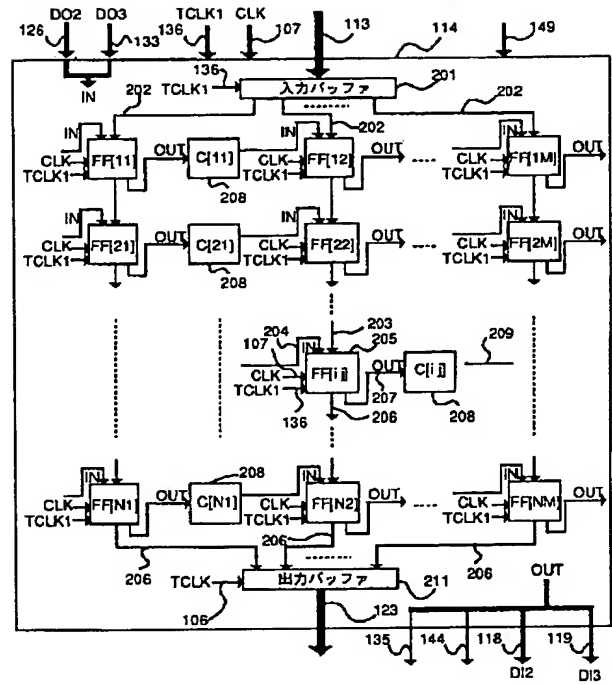 DO2 DO3 TCLK1 CLK
126 133 136 107 113 114 149
IN
136
TCLK1 入力バッファ 201
202 202 202
IN OUT IN OUT IN OUT
CLK FF[11] C[11] CLK FF[12] ---- CLK FF[1M]
TCLK1 208 TCLK1 TCLK1
IN OUT IN OUT IN OUT
CLK FF[21] C[21] CLK FF[22] ---- CLK FF[2M]
TCLK1 208 TCLK1 TCLK1
204 IN 203 205 209
107 FF[ij] OUT C[ij]
CLK 207
TCLK1 206 208
136
208
IN OUT IN OUT IN OUT
CLK FF[N1] C[N1] CLK FF[N2] ---- CLK FF[NM]
TCLK1 TCLK1 TCLK1
206 206 206
TCLK 出力バッファ 211 OUT
106 123 135 144 118 119
DI2 DI3